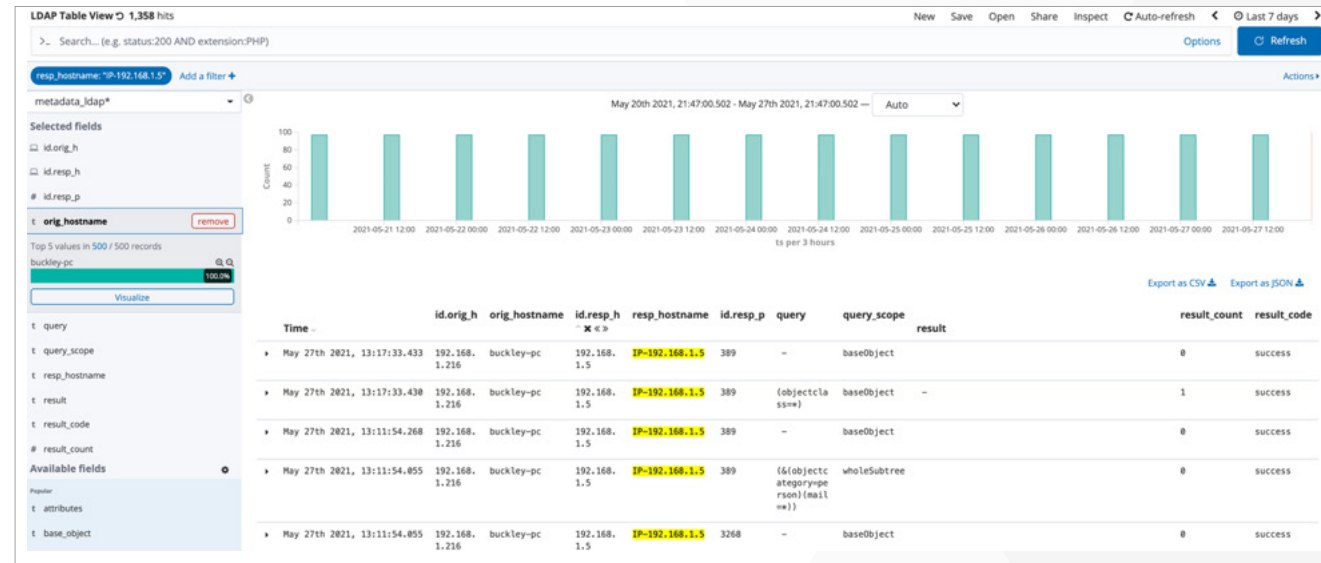 LDAP Table View 1,358 hits New Save Open Share Inspect Auto-refresh Last 7 days
>_ Search... (e.g. status:200 AND extension:PHP) Options Refresh
resp_hostname: "IP-192.168.1.5" Add a filter + Actions
metadata_ldap*
May 20th 2021, 21:47:00.502 - May 27th 2021, 21:47:00.502 — Auto
Selected fields
id.orig_h
id.resp_h
# id.resp_p
t orig_hostname remove
Top 5 values in 500 / 500 records
buckley-pc
100.0%
Visualize
t query
t query_scope
t resp_hostname
t result
t result_code
# result_count
Available fields
Popular
t attributes
t base_object
Count
100
80
60
40
20
0
2021-05-21 12:00 2021-05-22 00:00 2021-05-22 12:00 2021-05-23 00:00 2021-05-23 12:00 2021-05-24 00:00 2021-05-24 12:00 2021-05-25 00:00 2021-05-25 12:00 2021-05-26 00:00 2021-05-26 12:00 2021-05-27 00:00 2021-05-27 12:00
ts per 3 hours
Export as CSV Export as JSON
Time id.orig_h orig_hostname id.resp_h resp_hostname id.resp_p query query_scope result result_count result_code
May 27th 2021, 13:17:33.433 192.168. buckley-pc 192.168. IP-192.168.1.5 389 – baseObject 0 success
1.216 1.5
May 27th 2021, 13:17:33.430 192.168. buckley-pc 192.168. IP-192.168.1.5 389 (objectcla baseObject – 1 success
1.216 1.5 ss=*)
May 27th 2021, 13:11:54.268 192.168. buckley-pc 192.168. IP-192.168.1.5 389 – baseObject 0 success
1.216 1.5
May 27th 2021, 13:11:54.055 192.168. buckley-pc 192.168. IP-192.168.1.5 389 (&(objectc wholeSubtree 0 success
1.216 1.5 ategory=pe
rson)(mail
=*))
May 27th 2021, 13:11:54.055 192.168. buckley-pc 192.168. IP-192.168.1.5 3268 – baseObject 0 success
1.216 1.5